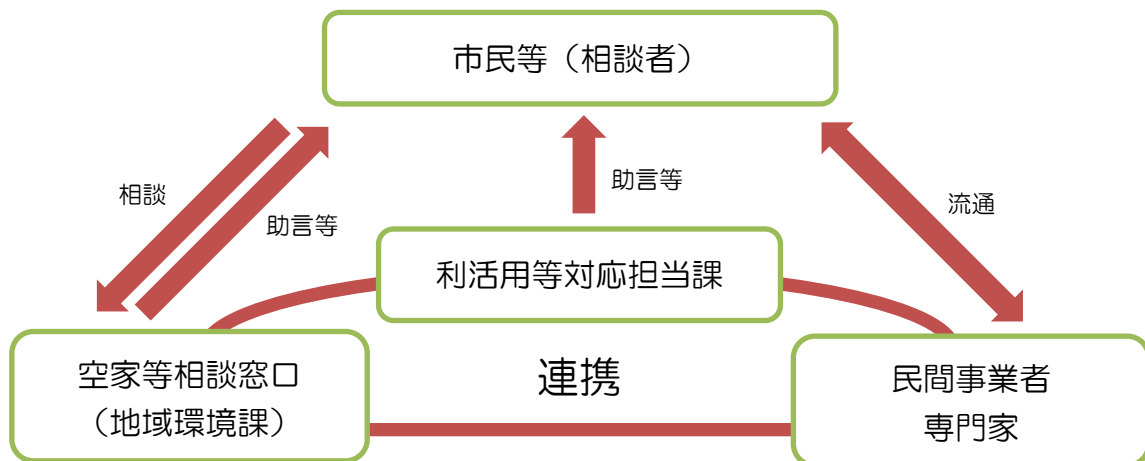 市民等（相談者）
相談
助言等
助言等
流通
利活用等対応担当課
空家等相談窓口
（地域環境課）
連携
民間事業者
専門家